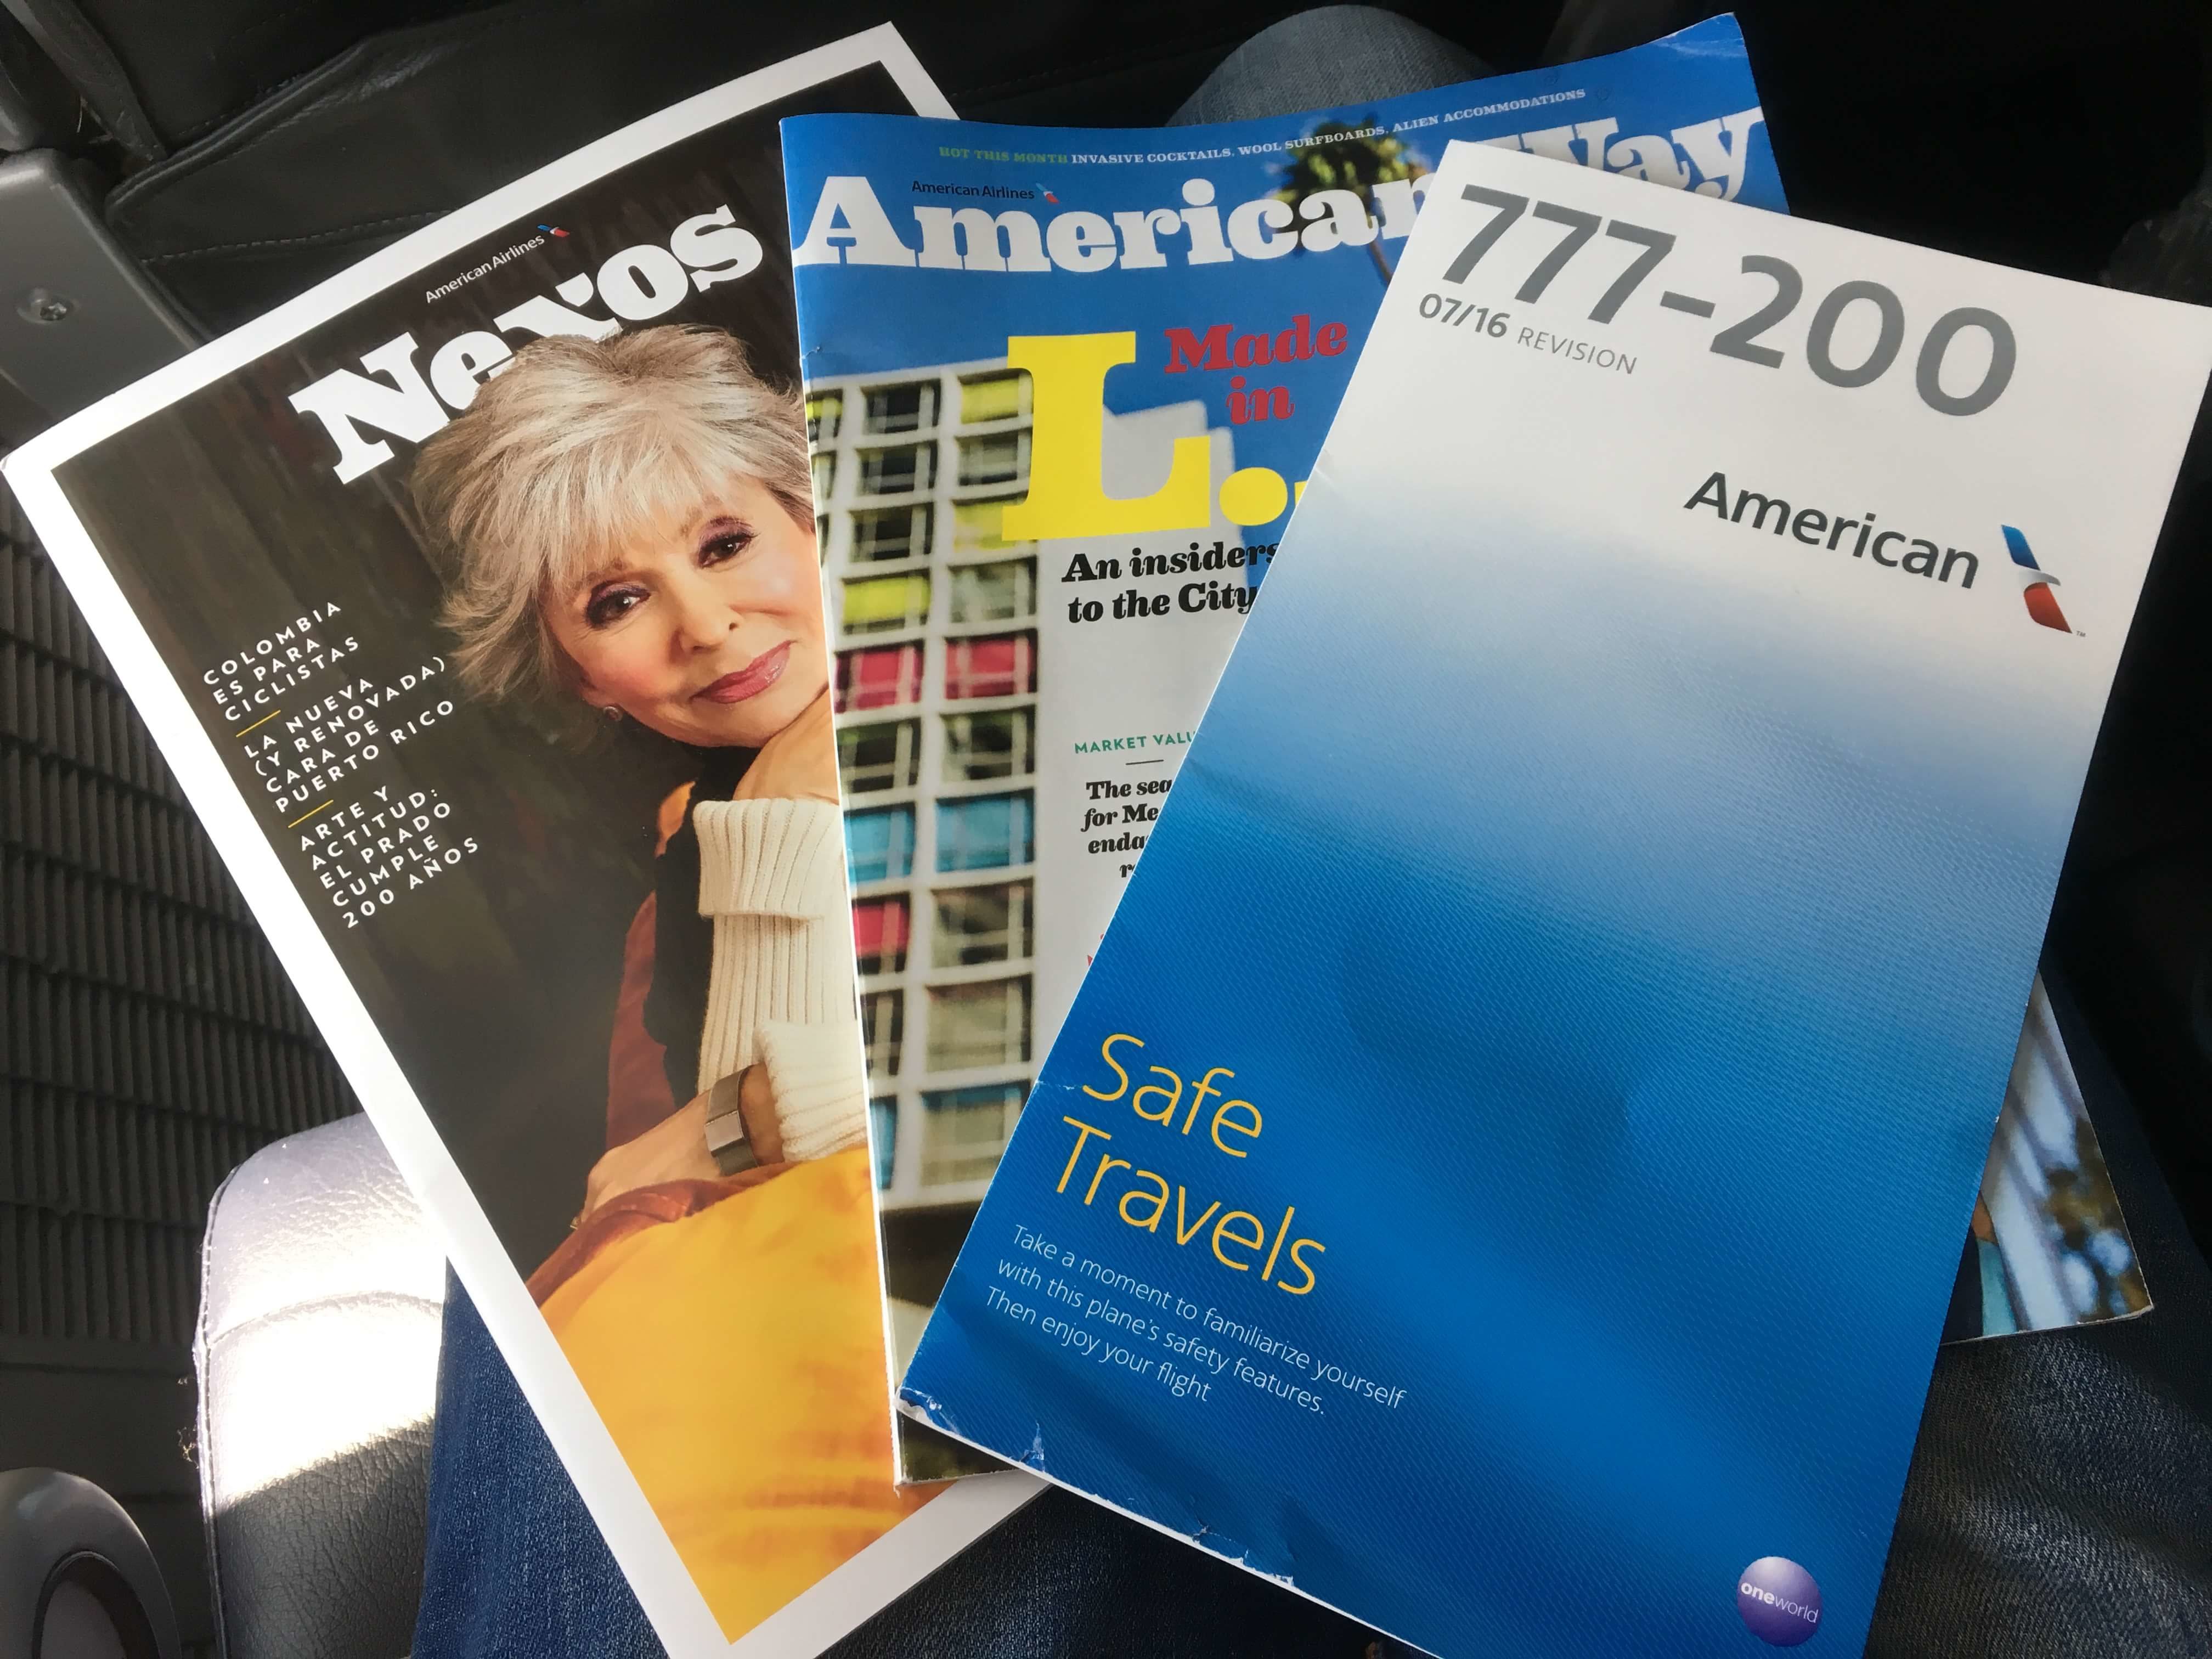 American Airlines
Nexos
COLOMBIA
ES PARA
CICLISTAS
LA NUEVA
(Y RENOVADA)
CARA DE
PUERTO RICO
ARTE Y
ACTITUD:
EL PRADO
CUMPLE
200 AÑOS
HOT THIS MONTH INVASIVE COCKTAILS, WOOL SURFBOARDS, ALIEN ACCOMMODATIONS
American Airlines
American Way
Made
in
L.
An insiders
to the City
MARKET VALU
The sea
for Me
enda
777-200
07/16 REVISION
American
Safe
Travels
Take a moment to familiarize yourself
with this plane's safety features.
Then enjoy your flight
oneworld